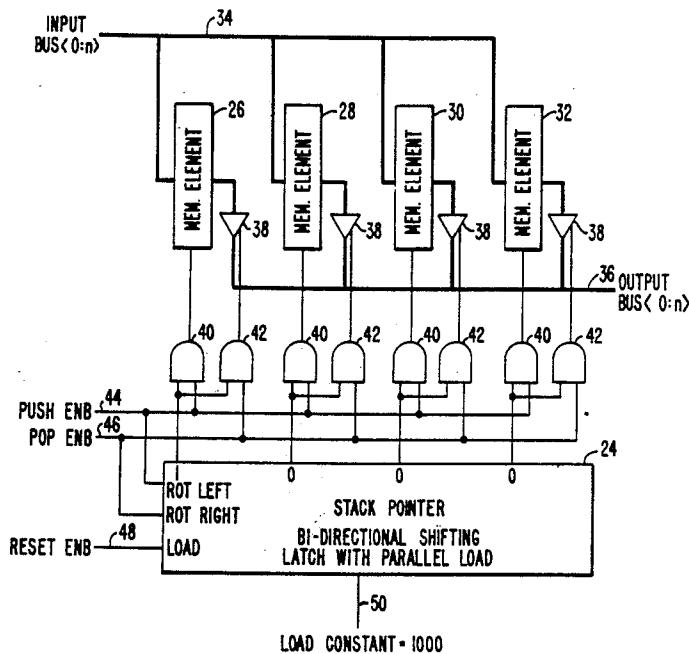 INPUT
BUS<0:n>
34
26
28
30
32
MEM. ELEMENT
MEM. ELEMENT
MEM. ELEMENT
MEM. ELEMENT
38
38
38
38
36
OUTPUT
BUS<0:n>
40
42
40
42
40
42
40
42
PUSH ENB
44
POP ENB
46
24
0
0
0
ROT LEFT
ROT RIGHT
STACK POINTER
BI-DIRECTIONAL SHIFTING
LATCH WITH PARALLEL LOAD
RESET ENB
48
LOAD
50
LOAD CONSTANT = 1000